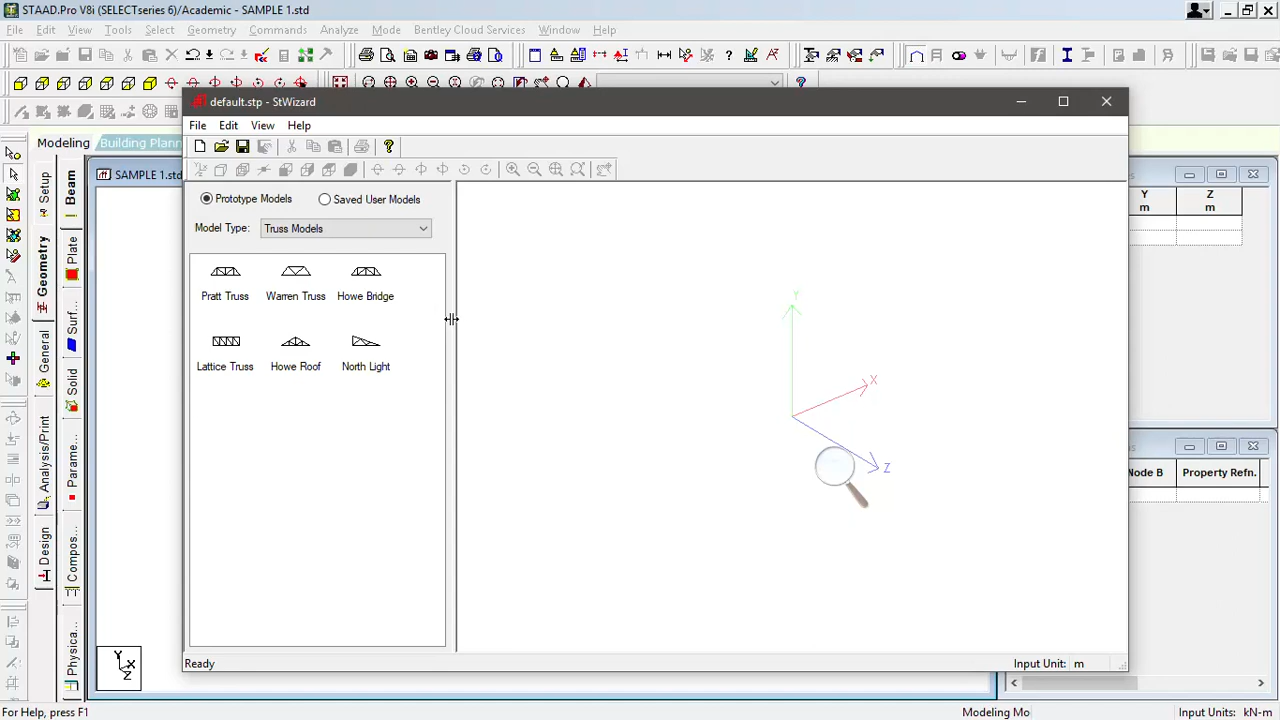 STAAD.Pro V8i (SELECTseries 6)/Academic - SAMPLE 1.std
File Edit View Tools Select Geometry Commands Analyze Mode Bentley Cloud Services Window Help
default.stp - StWizard
File Edit View Help
Modeling Building Plann
SAMPLE 1.std
Prototype Models Saved User Models
Model Type: Truss Models
Pratt Truss Warren Truss Howe Bridge
Lattice Truss Howe Roof North Light
Y
X
Z
Setup
Geometry
General
Analysis/Print
Design
Beam
Plate
Surf...
Solid
Parame...
Compos...
Physica...
Y Z
m m
Node B Property Refn.
Y
X
Z
Ready Input Unit: m
For Help, press F1 Modeling Mo Input Units: kN-m